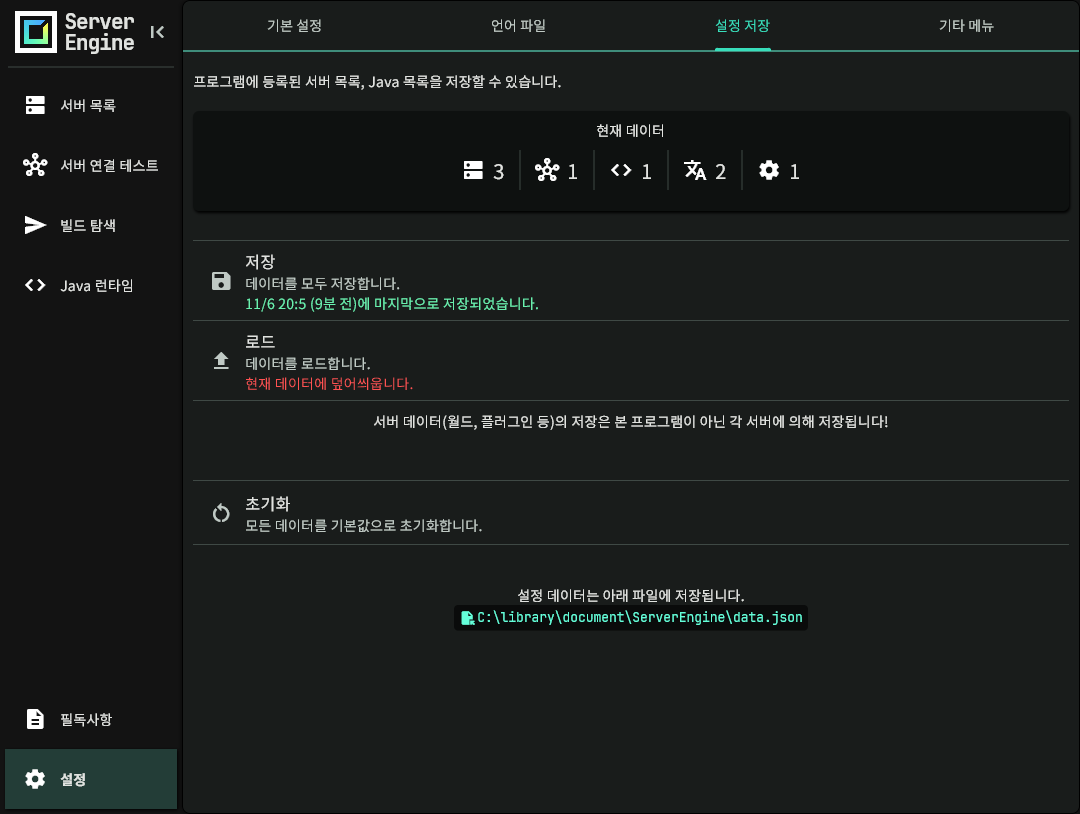 Server
Engine
서버 목록
서버 연결 테스트
빌드 탐색
Java 런타임
필독사항
설정
기본 설정
언어 파일
설정 저장
기타 메뉴
프로그램에 등록된 서버 목록, Java 목록을 저장할 수 있습니다.
현재 데이터
3 1 1 2 1
저장
데이터를 모두 저장합니다.
11/6 20:5 (9분 전)에 마지막으로 저장되었습니다.
로드
데이터를 로드합니다.
현재 데이터에 덮어씌웁니다.
서버 데이터(월드, 플러그인 등)의 저장은 본 프로그램이 아닌 각 서버에 의해 저장됩니다!
초기화
모든 데이터를 기본값으로 초기화합니다.
설정 데이터는 아래 파일에 저장됩니다.
C:\library\document\ServerEngine\data.json